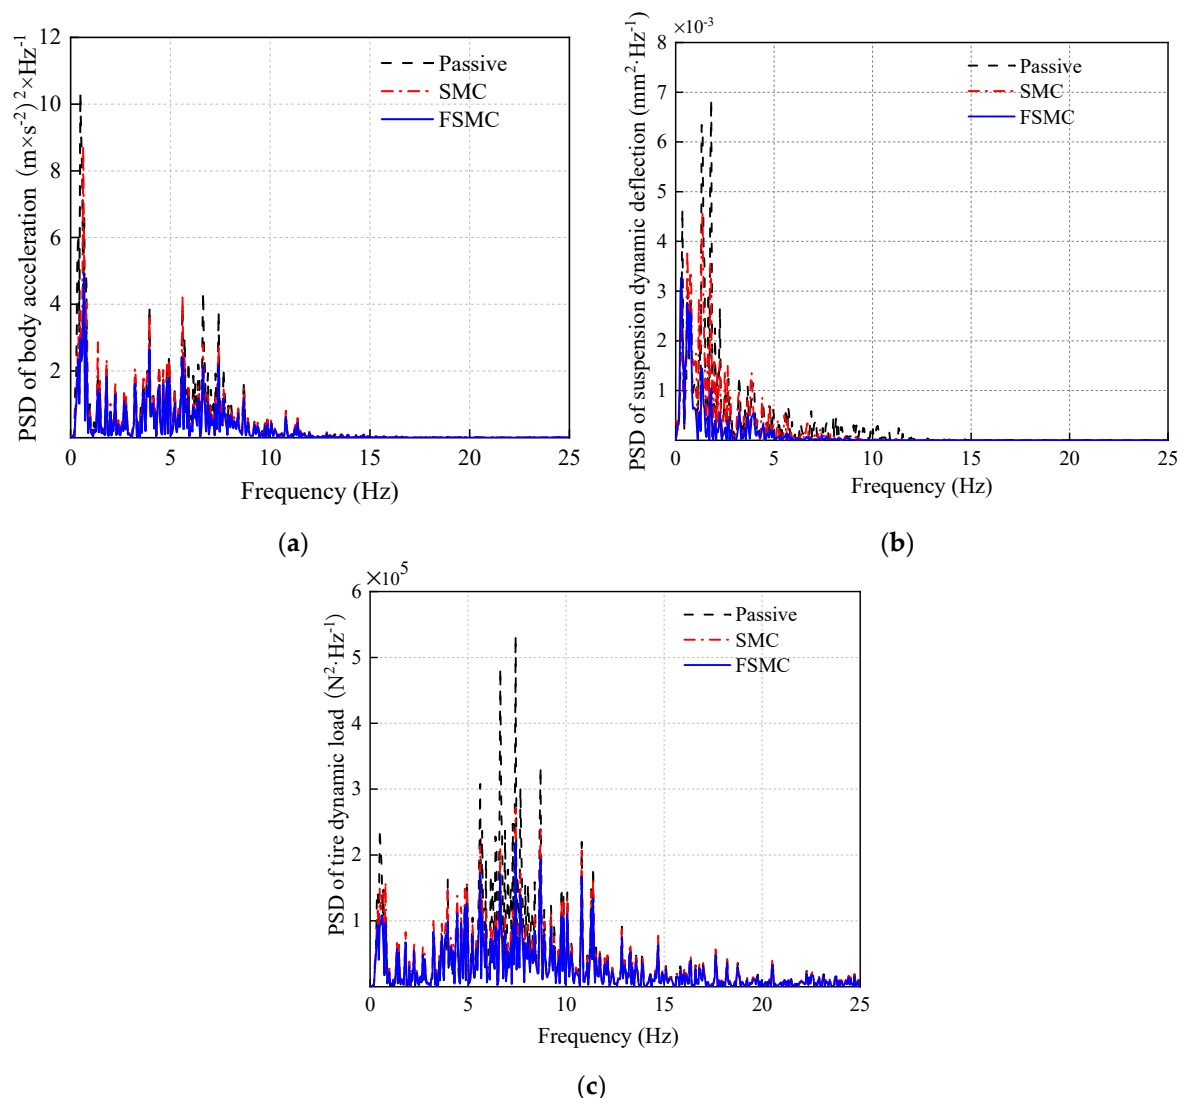 PSD of body acceleration (m×s⁻²)²×Hz⁻¹
12
10
8
6
4
2
Passive
SMC
FSMC
0 5 10 15 20 25
Frequency (Hz)
(a)
×10⁻³
PSD of suspension dynamic deflection (mm²·Hz⁻¹)
8
7
6
5
4
3
2
1
0
Passive
SMC
FSMC
0 5 10 15 20 25
Frequency (Hz)
(b)
×10⁵
PSD of tire dynamic load (N²·Hz⁻¹)
6
5
4
3
2
1
Passive
SMC
FSMC
0 5 10 15 20 25
Frequency (Hz)
(c)